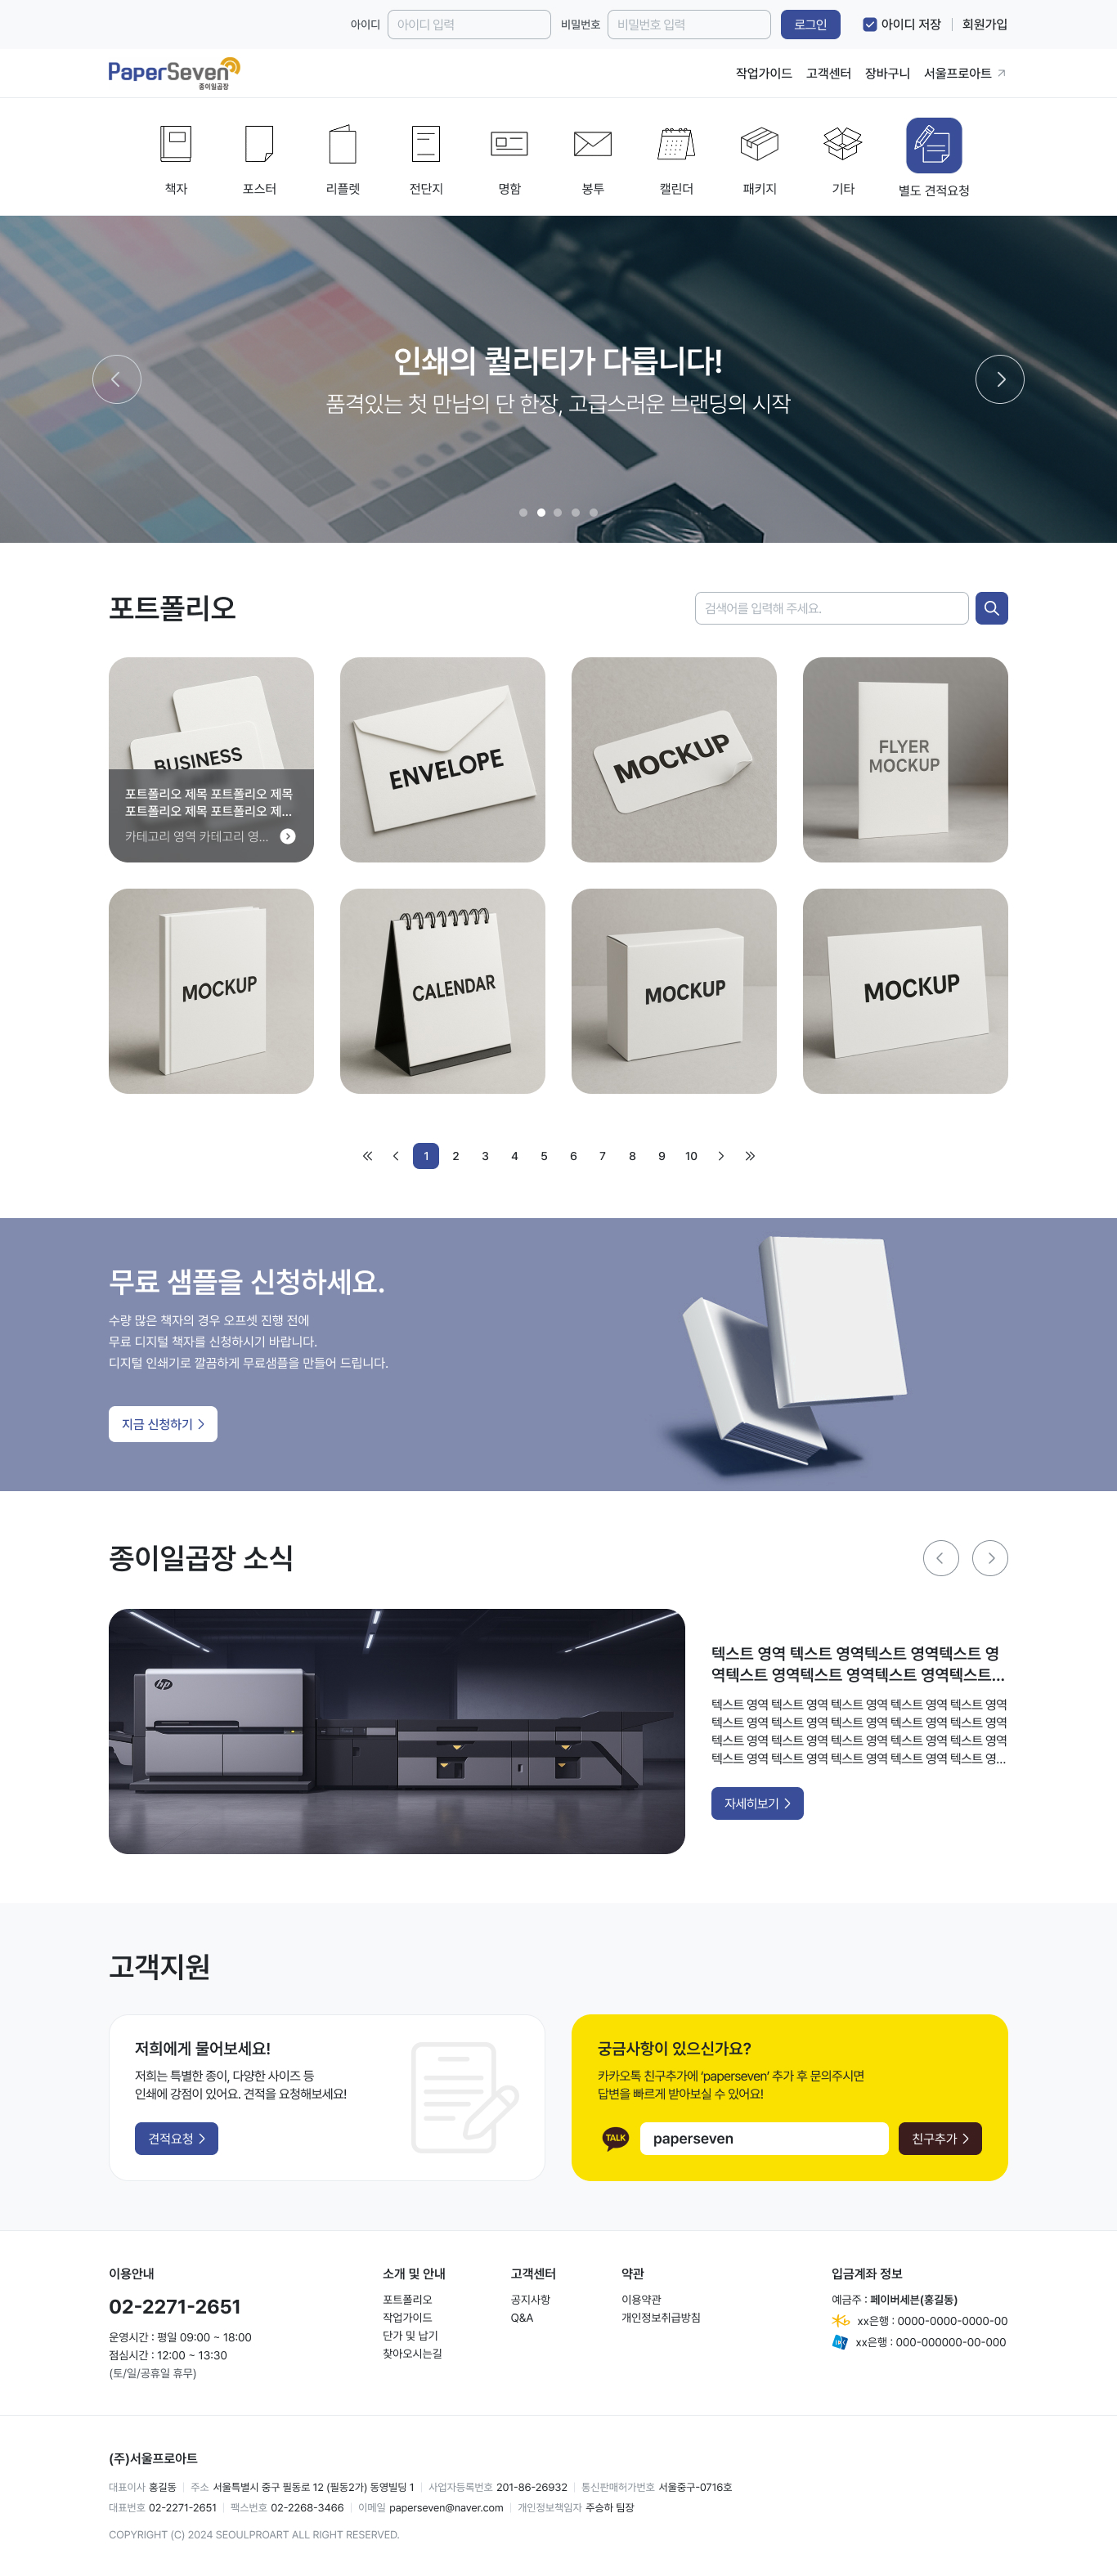 아이디
아이디 입력
비밀번호
비밀번호 입력
로그인
아이디 저장
회원가입
PaperSeven
종이일곱장
작업가이드
고객센터
장바구니
서울프로아트
책자
포스터
리플렛
전단지
명함
봉투
캘린더
패키지
기타
별도 견적요청
인쇄의 퀄리티가 다릅니다!
품격있는 첫 만남의 단 한장, 고급스러운 브랜딩의 시작
포트폴리오
검색어를 입력해 주세요.
BUSINESS
포트폴리오 제목 포트폴리오 제목
포트폴리오 제목 포트폴리오 제...
카테고리 영역 카테고리 영...
ENVELOPE
MOCKUP
FLYER
MOCKUP
MOCKUP
CALENDAR
MOCKUP
MOCKUP
1 2 3 4 5 6 7 8 9 10
무료 샘플을 신청하세요.
수량 많은 책자의 경우 오프셋 진행 전에
무료 디지털 책자를 신청하시기 바랍니다.
디지털 인쇄기로 깔끔하게 무료샘플을 만들어 드립니다.
지금 신청하기
종이일곱장 소식
hp
텍스트 영역 텍스트 영역텍스트 영역텍스트 영
역텍스트 영역텍스트 영역텍스트 영역텍스트...
텍스트 영역 텍스트 영역 텍스트 영역 텍스트 영역 텍스트 영역
텍스트 영역 텍스트 영역 텍스트 영역 텍스트 영역 텍스트 영역
텍스트 영역 텍스트 영역 텍스트 영역 텍스트 영역 텍스트 영역
텍스트 영역 텍스트 영역 텍스트 영역 텍스트 영역 텍스트 영...
자세히보기
고객지원
저희에게 물어보세요!
저희는 특별한 종이, 다양한 사이즈 등
인쇄에 강점이 있어요. 견적을 요청해보세요!
견적요청
궁금사항이 있으신가요?
카카오톡 친구추가에 ‘paperseven’ 추가 후 문의주시면
답변을 빠르게 받아보실 수 있어요!
TALK
paperseven
친구추가
이용안내
02-2271-2651
운영시간 : 평일 09:00 ~ 18:00
점심시간 : 12:00 ~ 13:30
(토/일/공휴일 휴무)
소개 및 안내
포트폴리오
작업가이드
단가 및 납기
찾아오시는길
고객센터
공지사항
Q&A
약관
이용약관
개인정보취급방침
입금계좌 정보
예금주 : 페이버세븐(홍길동)
xx은행 : 0000-0000-0000-00
xx은행 : 000-000000-00-000
(주)서울프로아트
대표이사 홍길동 주소 서울특별시 중구 필동로 12 (필동2가) 동영빌딩 1 사업자등록번호 201-86-26932 통신판매허가번호 서울중구-0716호
대표번호 02-2271-2651 팩스번호 02-2268-3466 이메일 paperseven@naver.com 개인정보책임자 주승하 팀장
COPYRIGHT (C) 2024 SEOULPROART ALL RIGHT RESERVED.